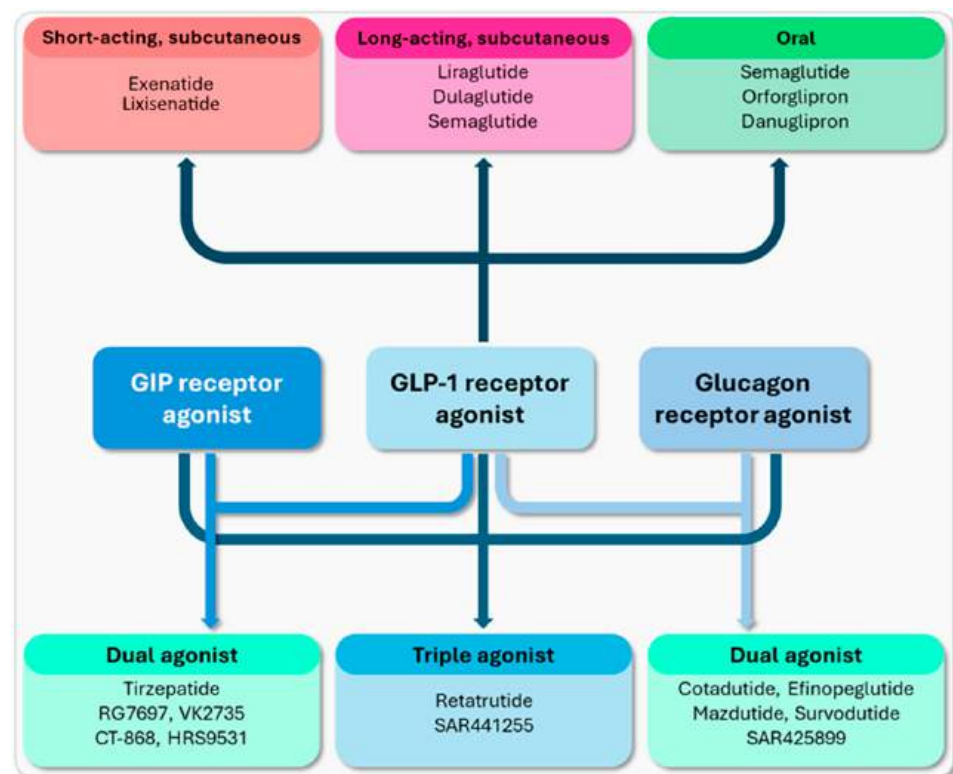 Short-acting, subcutaneous
Exenatide
Lixisenatide
Long-acting, subcutaneous
Liraglutide
Dulaglutide
Semaglutide
Oral
Semaglutide
Orforglipron
Danuglipron
GIP receptor
agonist
GLP-1 receptor
agonist
Glucagon
receptor agonist
Dual agonist
Tirzepatide
RG7697, VK2735
CT-868, HRS9531
Triple agonist
Retatrutide
SAR441255
Dual agonist
Cotadutide, Efinopeglutide
Mazdutide, Survodutide
SAR425899